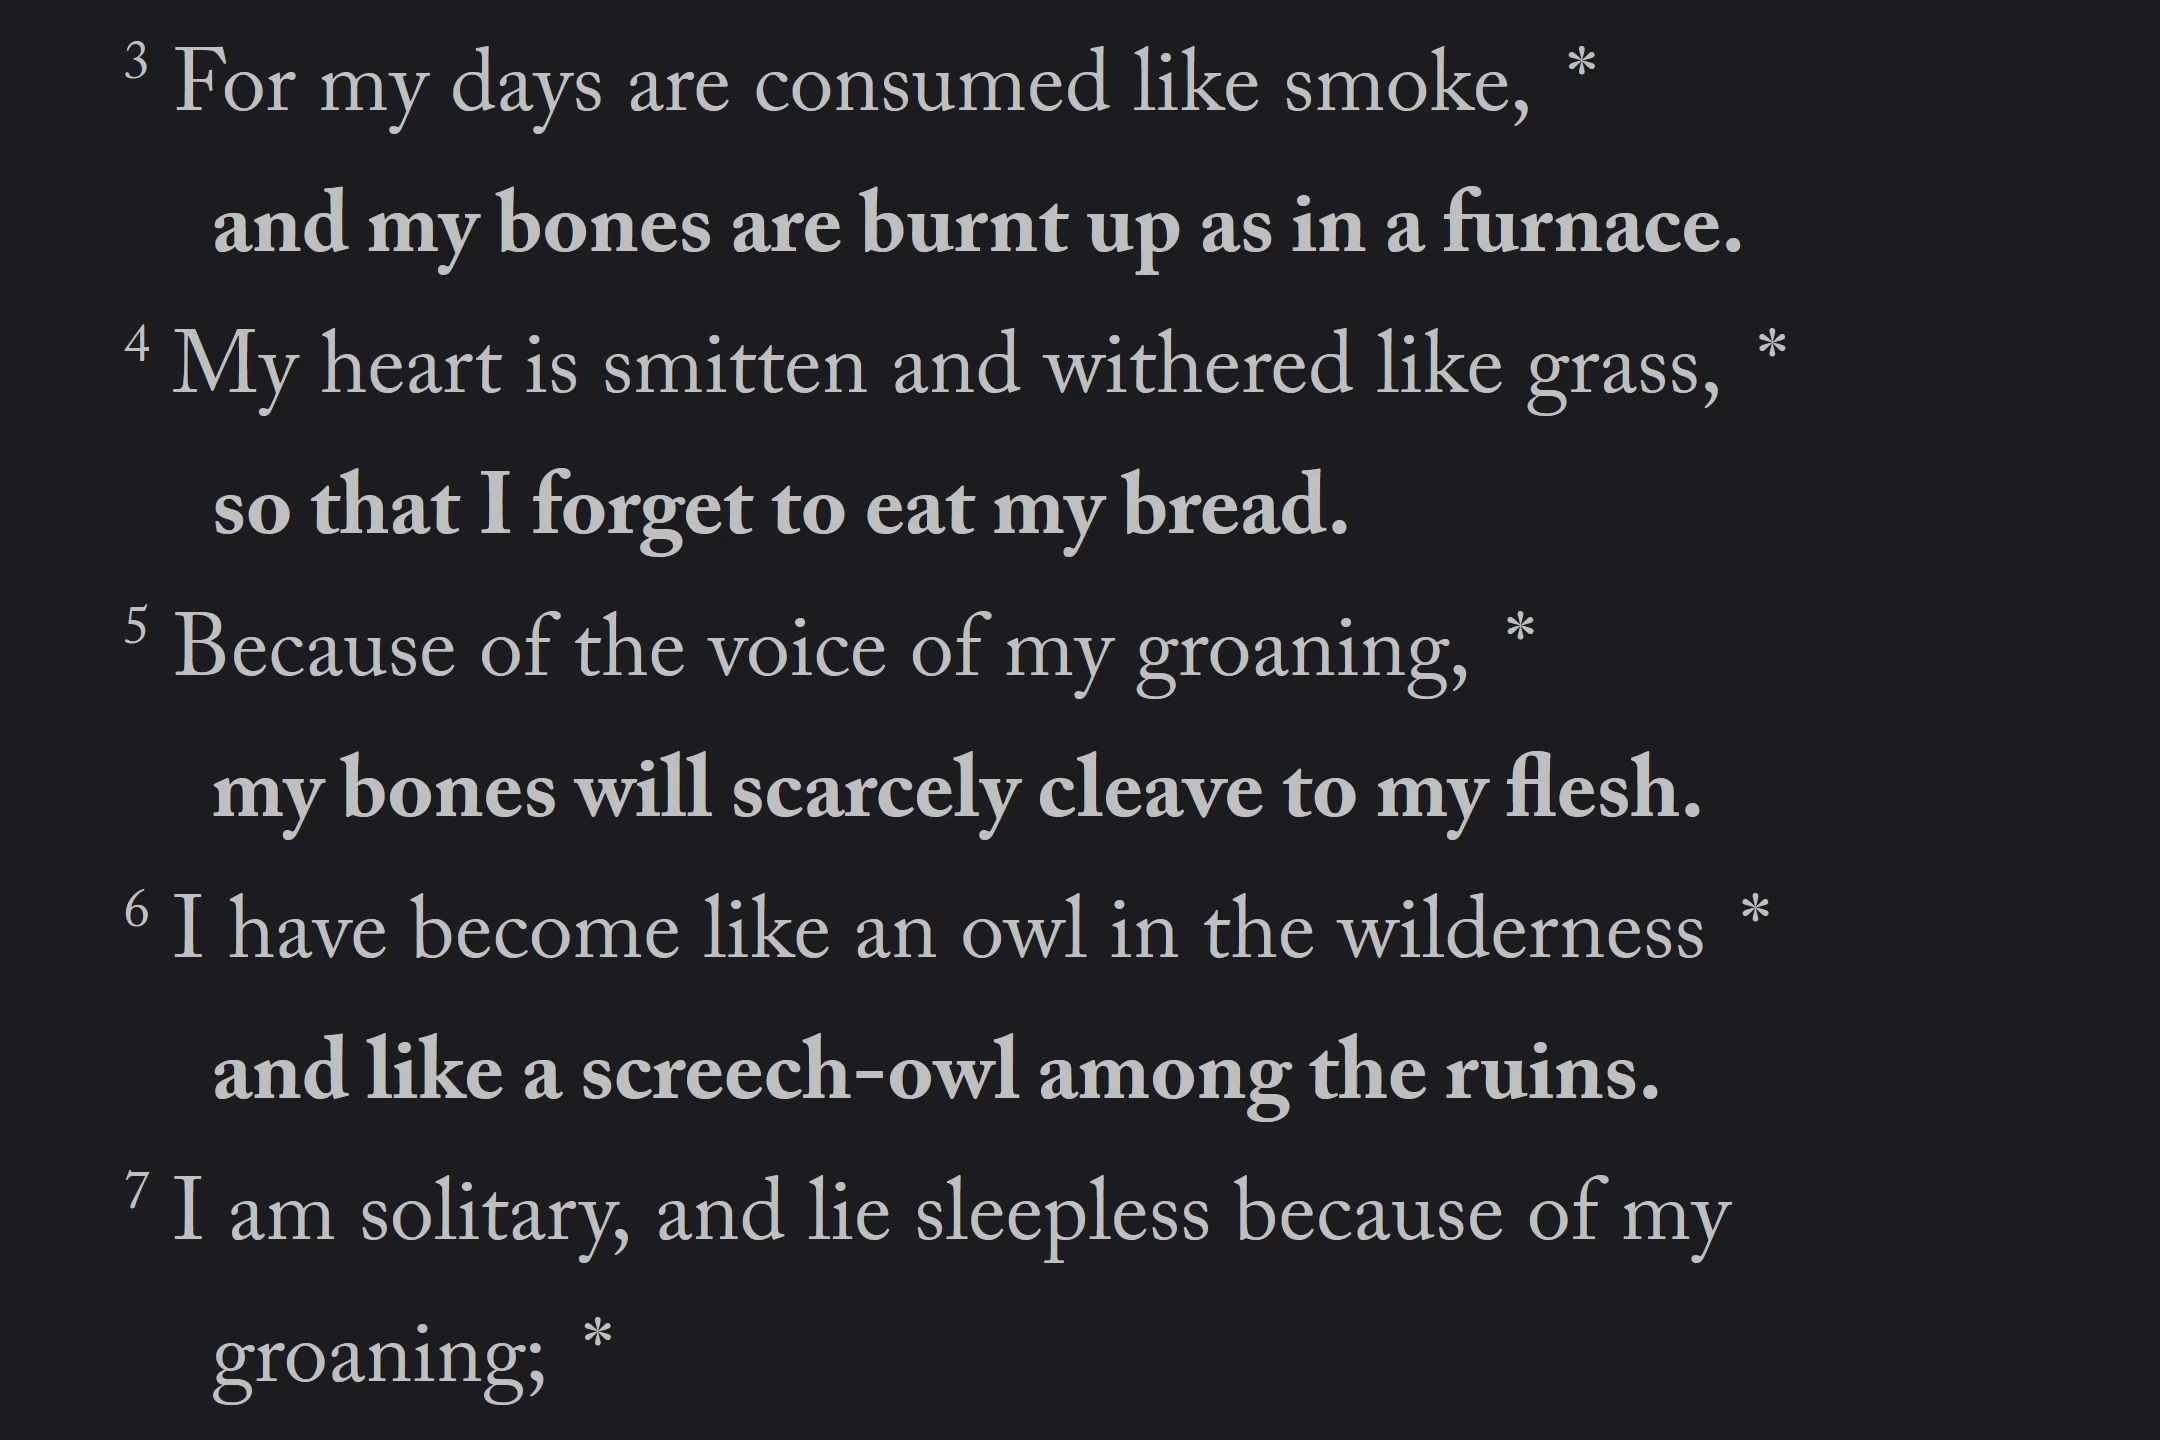 3 For my days are consumed like smoke, *
and my bones are burnt up as in a furnace.
4 My heart is smitten and withered like grass, *
so that I forget to eat my bread.
5 Because of the voice of my groaning, *
my bones will scarcely cleave to my flesh.
6 I have become like an owl in the wilderness *
and like a screech-owl among the ruins.
7 I am solitary, and lie sleepless because of my
groaning; *